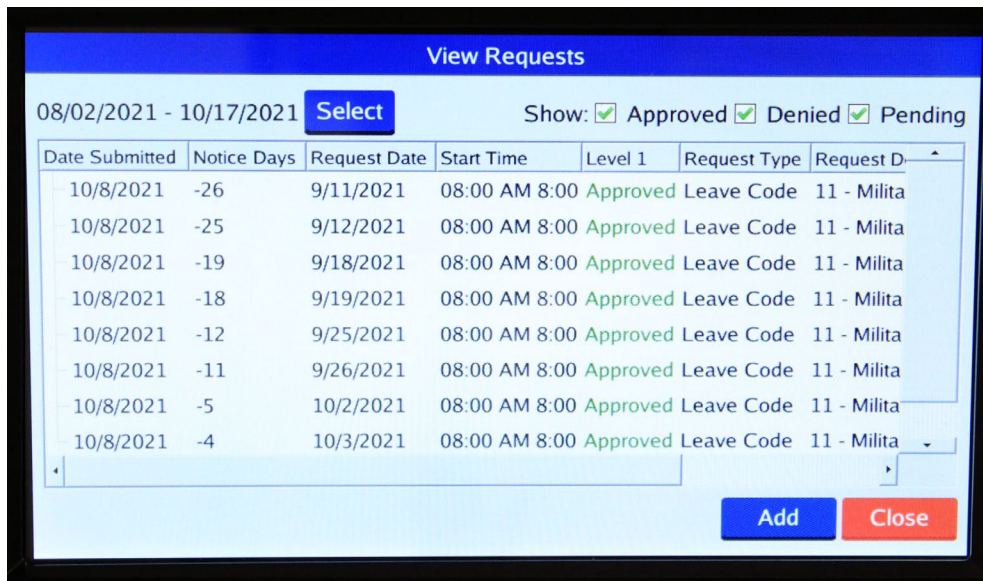 View Requests
08/02/2021 - 10/17/2021 Select Show: Approved Denied Pending
Date Submitted Notice Days Request Date Start Time Level 1 Request Type Request D
10/8/2021 -26 9/11/2021 08:00 AM 8:00 Approved Leave Code 11 - Milita
10/8/2021 -25 9/12/2021 08:00 AM 8:00 Approved Leave Code 11 - Milita
10/8/2021 -19 9/18/2021 08:00 AM 8:00 Approved Leave Code 11 - Milita
10/8/2021 -18 9/19/2021 08:00 AM 8:00 Approved Leave Code 11 - Milita
10/8/2021 -12 9/25/2021 08:00 AM 8:00 Approved Leave Code 11 - Milita
10/8/2021 -11 9/26/2021 08:00 AM 8:00 Approved Leave Code 11 - Milita
10/8/2021 -5 10/2/2021 08:00 AM 8:00 Approved Leave Code 11 - Milita
10/8/2021 -4 10/3/2021 08:00 AM 8:00 Approved Leave Code 11 - Milita
Add Close